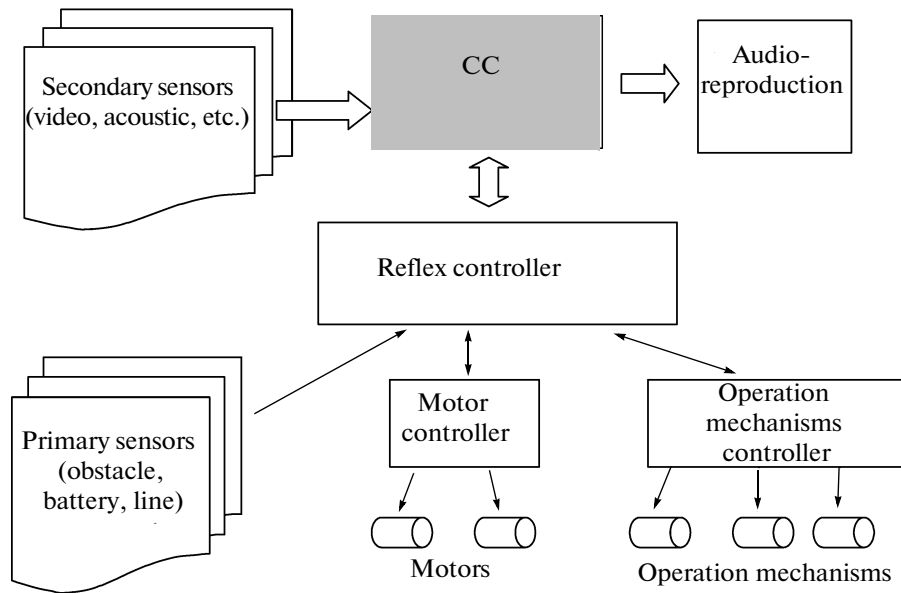 Secondary sensors
(video, acoustic, etc.)
CC
Audio-
reproduction
Reflex controller
Primary sensors
(obstacle,
battery, line)
Motor
controller
Operation
mechanisms
controller
Motors
Operation mechanisms